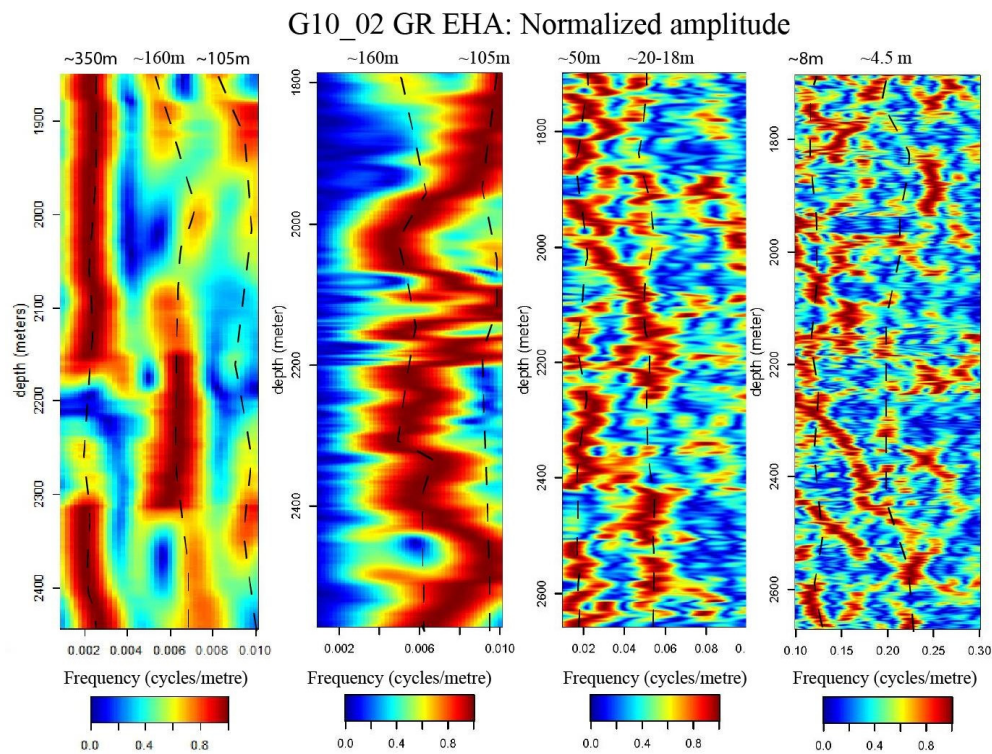 G10_02 GR EHA: Normalized amplitude
~350m ~160m ~105m
1900
2000
2100
2200
2300
2400
depth (meters)
0.002 0.006 0.010
Frequency (cycles/metre)
0.0 0.4 0.8
~160m ~105m
1800
2000
2200
2400
depth (meter)
0.002 0.006 0.010
Frequency (cycles/metre)
0.0 0.4 0.8
~50m ~20-18m
1800
2000
2200
2400
2600
depth (meter)
0.02 0.04 0.06 0.08 0.
Frequency (cycles/metre)
0.0 0.4 0.8
~8m ~4.5 m
1800
2000
2200
2400
2600
depth (meter)
0.10 0.15 0.20 0.25 0.30
Frequency (cycles/metre)
0.0 0.4 0.8